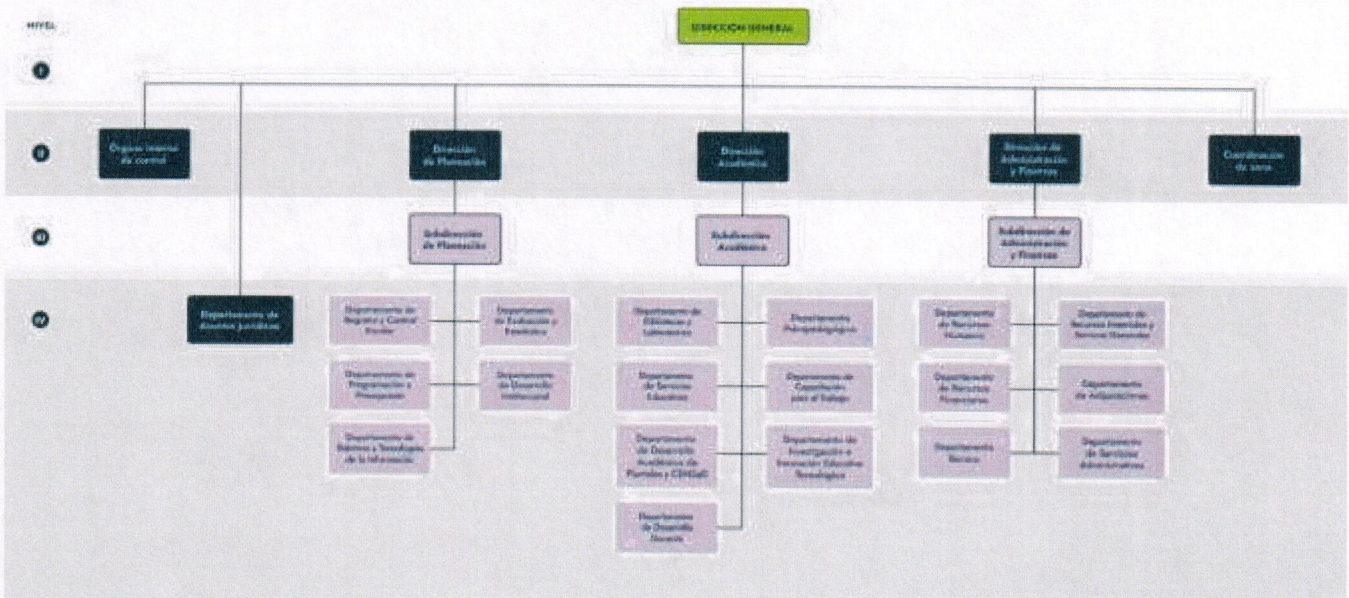 NIVEL
DIRECCIÓN GENERAL
I
II
Órgano interno
de control
Dirección
de Planeación
Dirección
Académica
Dirección de
Administración
y Finanzas
Coordinación
de zona
III
Subdirección
de Planeación
Subdirección
Académica
Subdirección de
Administración
y Finanzas
IV
Departamento de
Asuntos Jurídicos
Departamento de
Registro y Control
Escolar
Departamento
de Evaluación y
Estadística
Departamento de
Programación y
Presupuesto
Departamento
de Desarrollo
Institucional
Departamento de
Sistemas y Tecnologías
de la Información
Departamento de
Bibliotecas y
Laboratorios
Departamento
Psicopedagógico
Departamento
de Servicios
Educativos
Departamento de
Capacitación
para el Trabajo
Departamento
de Desarrollo
Académico de
Planteles y CEMSaD
Departamento de
Investigación e
Innovación Educativa
Tecnológica
Departamento
de Desarrollo
Docente
Departamento
de Recursos
Humanos
Departamento de
Recursos Materiales y
Servicios Generales
Departamento
de Recursos
Financieros
Departamento
de Adquisiciones
Departamento
Técnico
Departamento
de Servicios
Administrativos